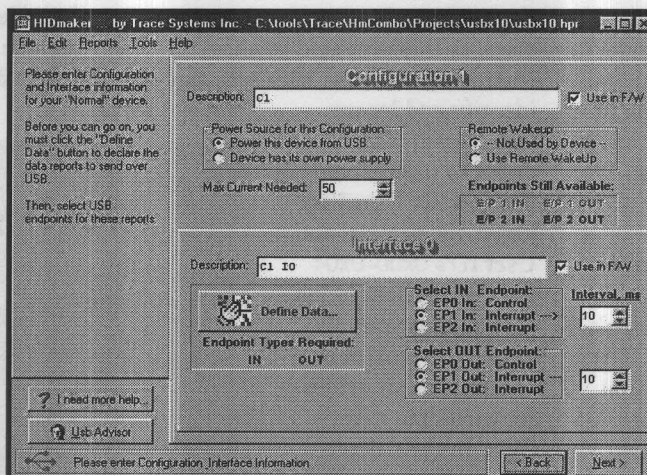 HIDmaker by Trace Systems Inc. - C:\tools\Trace\HmCombo\Projects\usbx10\usbx10.hpr
File Edit Reports Tools Help
Please enter Configuration
and Interface information
for your "Normal" device.
Before you can go on, you
must click the "Define
Data" button to declare the
data reports to send over
USB.
Then, select USB
endpoints for these reports
Configuration 1
Description: C1 Use in F/W
Power Source for this Configuration
Power this device from USB
Device has its own power supply
Remote Wakeup
-- Not Used by Device --
Use Remote WakeUp
Max Current Needed: 50
Endpoints Still Available:
E/P 1 IN E/P 1 OUT
E/P 2 IN E/P 2 OUT
Interface 0
Description: C1 I0 Use in F/W
Define Data...
Endpoint Types Required:
IN OUT
Select IN Endpoint:
EP0 In: Control
EP1 In: Interrupt --->
EP2 In: Interrupt
Interval, ms
10
Select OUT Endpoint:
EP0 Out: Control
EP1 Out: Interrupt ---
EP2 Out: Interrupt
10
? I need more help...
Usb Advisor
Please enter Configuration, Interface Information
< Back Next >